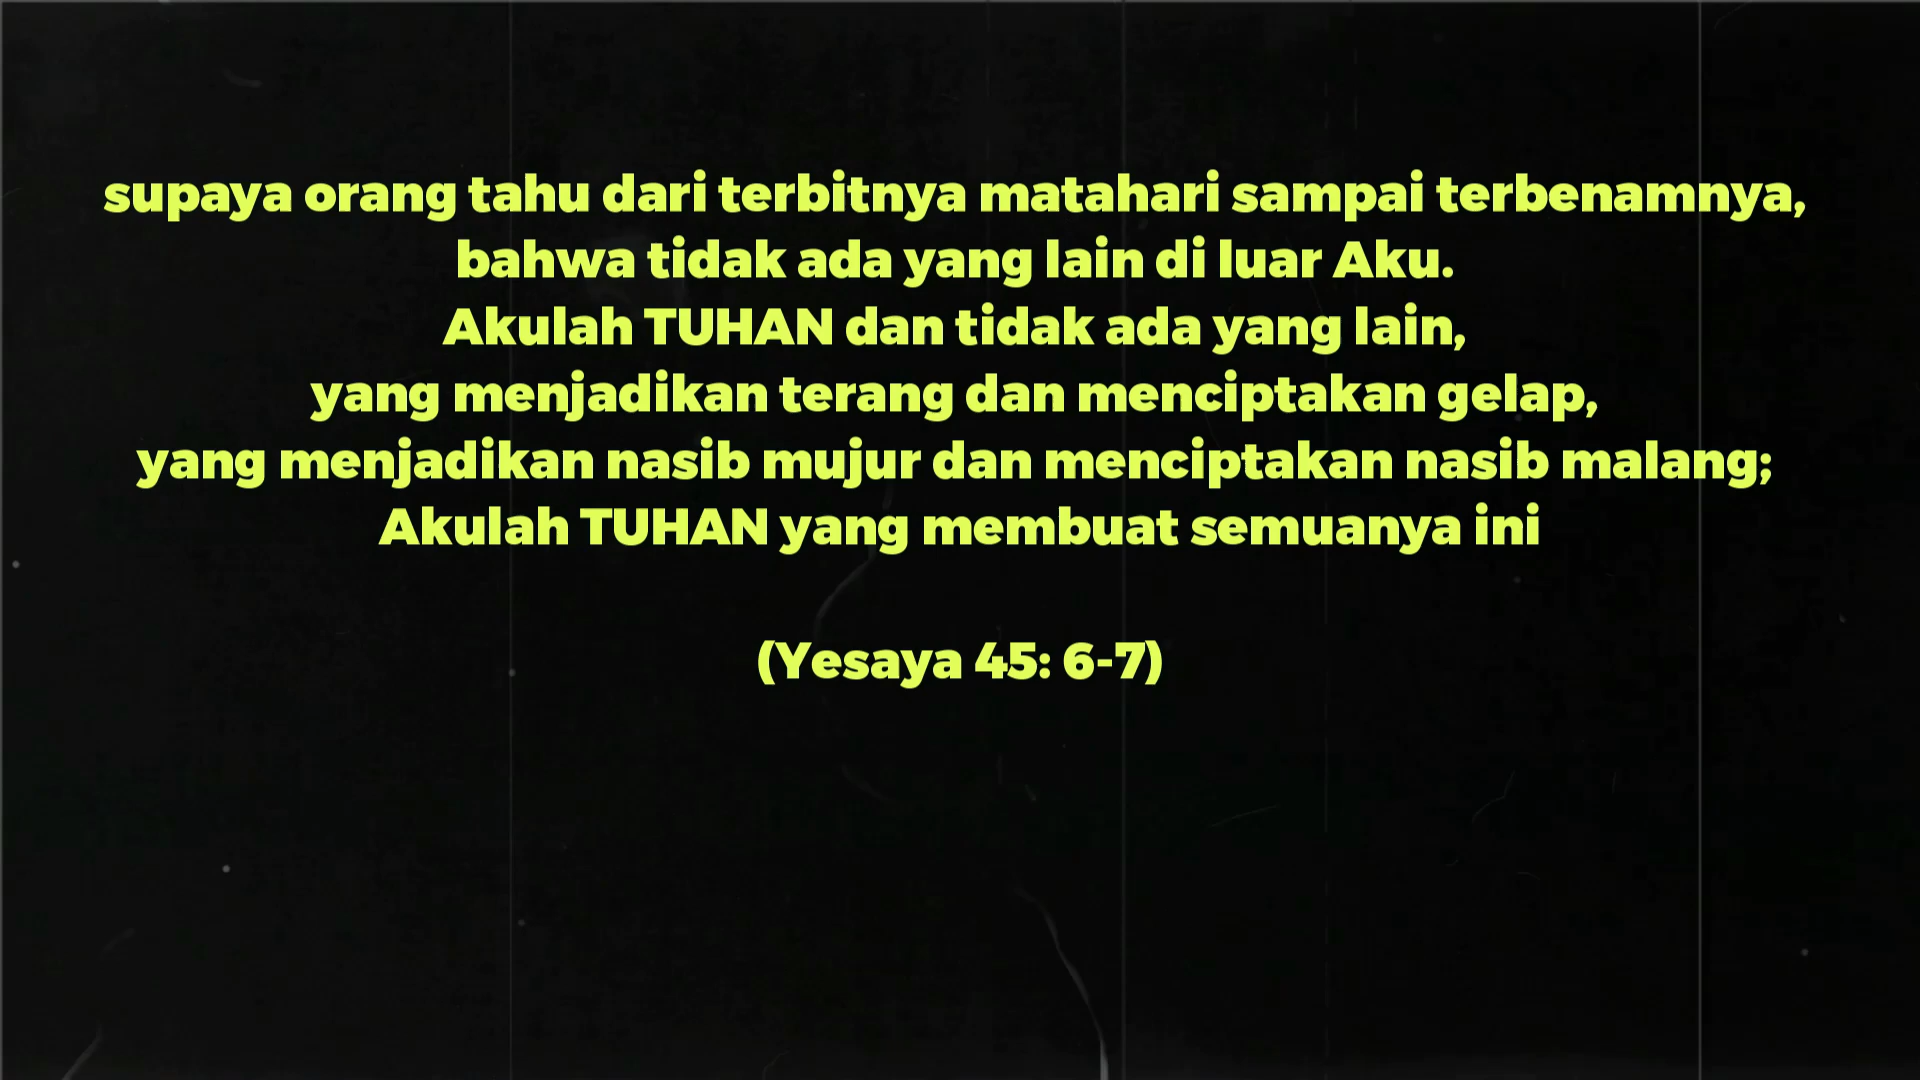 supaya orang tahu dari terbitnya matahari sampai terbenamnya,
bahwa tidak ada yang lain di luar Aku.
Akulah TUHAN dan tidak ada yang lain,
yang menjadikan terang dan menciptakan gelap,
yang menjadikan nasib mujur dan menciptakan nasib malang;
Akulah TUHAN yang membuat semuanya ini
(Yesaya 45: 6-7)